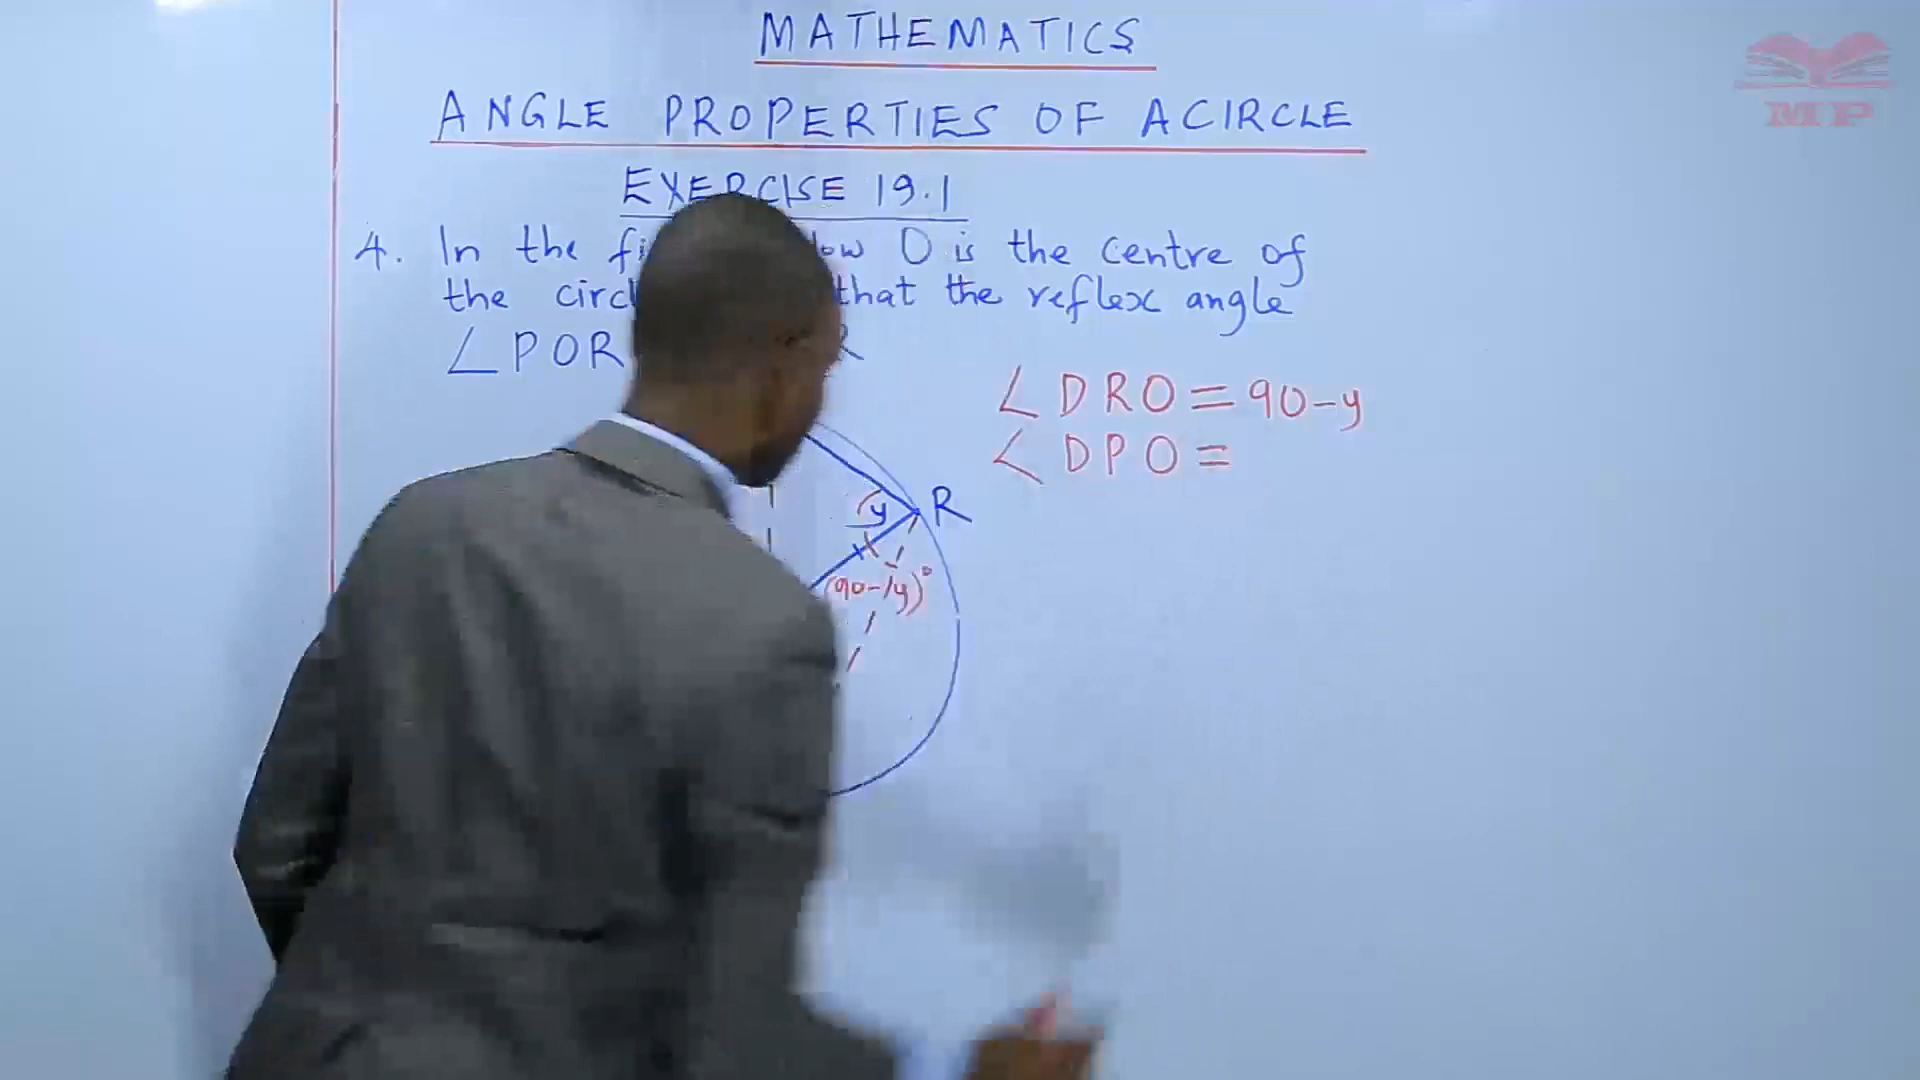 MATHEMATICS
MP
ANGLE PROPERTIES OF A CIRCLE
EXERCISE 19.1
4. In the O is the centre of
the that the reflex angle
∠POR R
∠DRO = 90-y
∠DPO =
R
y
(90-y)°